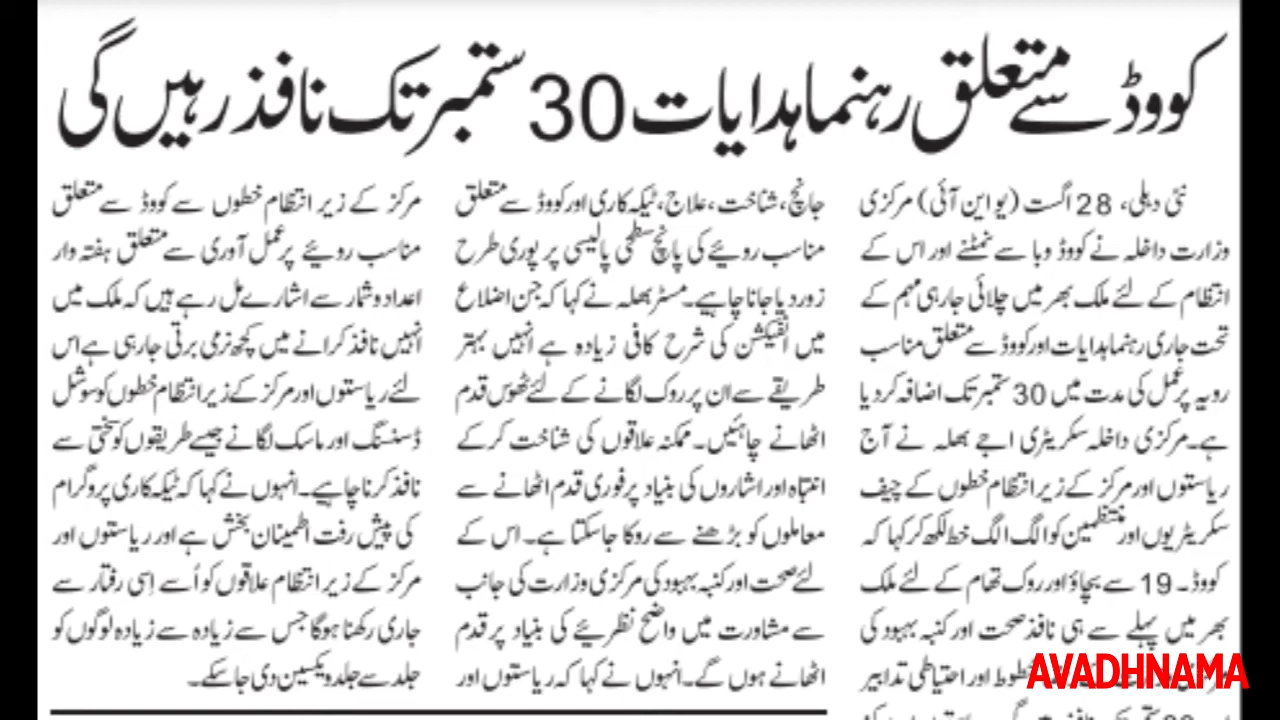 کووڈ سے متعلق رہنما ہدایات 30 ستمبر تک نافذ رہیں گی
نئی دہلی، 28 اگست (یو این آئی) مرکزی
وزارت داخلہ نے کووڈ وبا سے نمٹنے اور اس کے
انتظام کے لئے ملک بھر میں چلائی جارہی مہم کے
تحت جاری رہنما ہدایات اور کووڈ سے متعلق مناسب
رویہ پر عمل کی مدت میں 30 ستمبر تک اضافہ کردیا
ہے۔ مرکزی داخلہ سکریٹری اجے بھلہ نے آج
ریاستوں اور مرکز کے زیر انتظام خطوں کے چیف
سکریٹریوں اور منتظمین کو الگ الگ خط لکھ کر کہا کہ
کووڈ۔19 سے بچاؤ اور روک تھام کے لئے ملک
بھر میں پہلے سے ہی نافذ صحت اور کنبہ بہبود کی
خطوط اور احتیاطی تدابیر
جانچ، شناخت، علاج، ٹیکہ کاری اور کووڈ سے متعلق
مناسب رویئے کی پانچ سطحی پالیسی پر پوری طرح
زور دیا جانا چاہیے۔ مسٹر بھلہ نے کہا کہ جن اضلاع
میں انفیکشن کی شرح کافی زیادہ ہے انہیں بہتر
طریقے سے ان پر روک لگانے کے لئے ٹھوس قدم
اٹھانے چاہئیں۔ ممکنہ علاقوں کی شناخت کرکے
انتباہ اور اشاروں کی بنیاد پر فوری قدم اٹھانے سے
معاملوں کو بڑھنے سے روکا جاسکتا ہے۔ اس کے
لئے صحت اور کنبہ بہبود کی مرکزی وزارت کی جانب
سے مشاورت میں واضح نظریئے کی بنیاد پر قدم
اٹھانے ہوں گے۔ انہوں نے کہا کہ ریاستوں اور
مرکز کے زیر انتظام خطوں سے کووڈ سے متعلق
مناسب رویئے پر عمل آوری سے متعلق ہفتہ وار
اعداد و شمار سے اشارے مل رہے ہیں کہ ملک میں
انہیں نافذ کرانے میں کچھ نرمی برتی جارہی ہے اس
لئے ریاستوں اور مرکز کے زیر انتظام خطوں کو سوشل
ڈسٹنسنگ اور ماسک لگانے جیسے طریقوں کو سختی سے
نافذ کرنا چاہیے۔ انہوں نے کہا کہ ٹیکہ کاری پروگرام
کی پیش رفت اطمینان بخش ہے اور ریاستوں اور
مرکز کے زیر انتظام علاقوں کو اُسے اِسی رفتار سے
جاری رکھنا ہوگا جس سے زیادہ سے زیادہ لوگوں کو
جلد سے جلد ویکسین دی جاسکے۔
AVADHNAMA